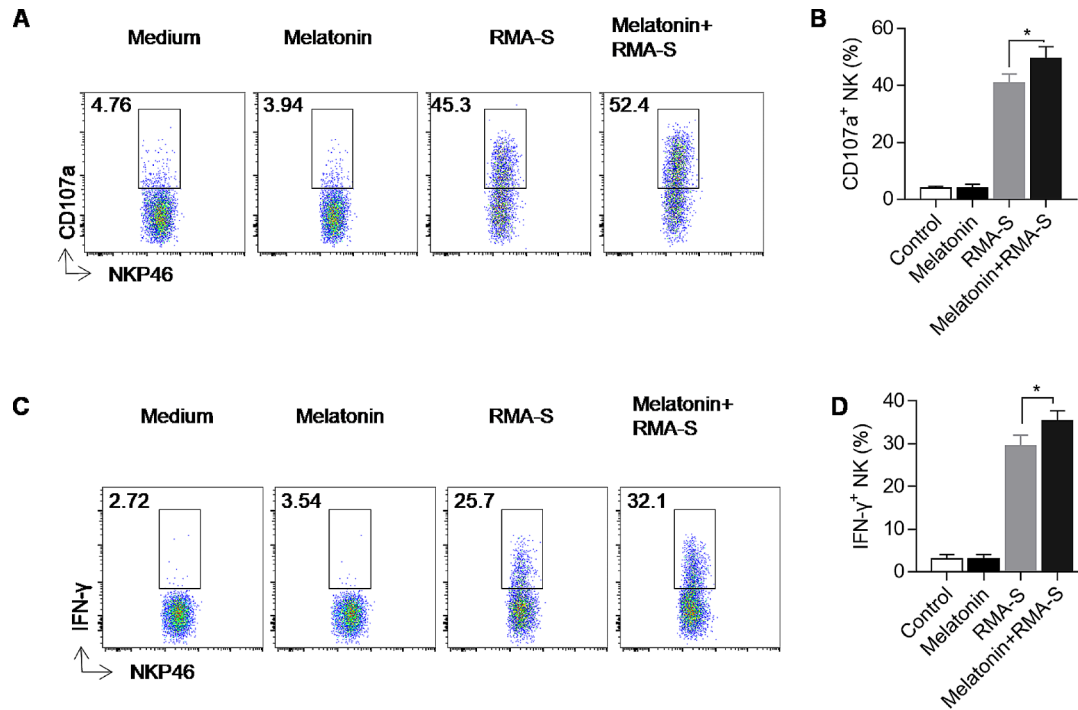 A
Medium
Melatonin
RMA-S
Melatonin+
RMA-S
4.76
3.94
45.3
52.4
CD107a
NKP46
B
CD107a⁺ NK (%)
60
40
20
0
Control
Melatonin
RMA-S
Melatonin+RMA-S
*
C
Medium
Melatonin
RMA-S
Melatonin+
RMA-S
2.72
3.54
25.7
32.1
IFN-γ
NKP46
D
IFN-γ⁺ NK (%)
40
30
20
10
0
Control
Melatonin
RMA-S
Melatonin+RMA-S
*